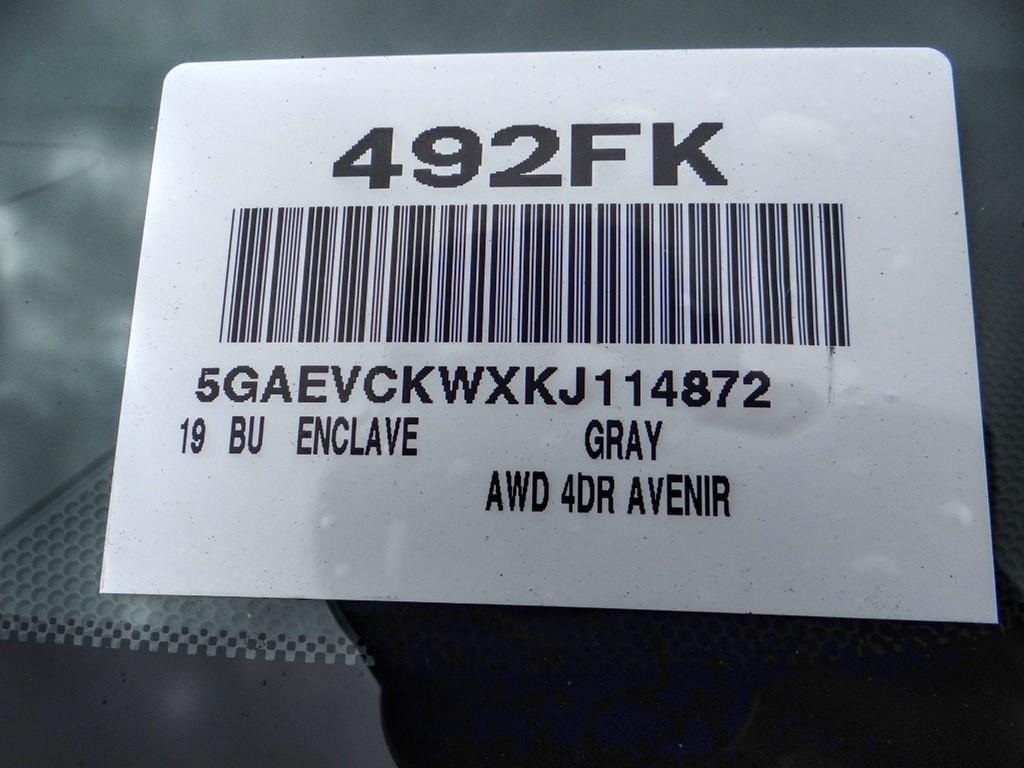 492FK
5GAEVCKWXKJ114872
19 BU ENCLAVE GRAY
AWD 4DR AVENIR